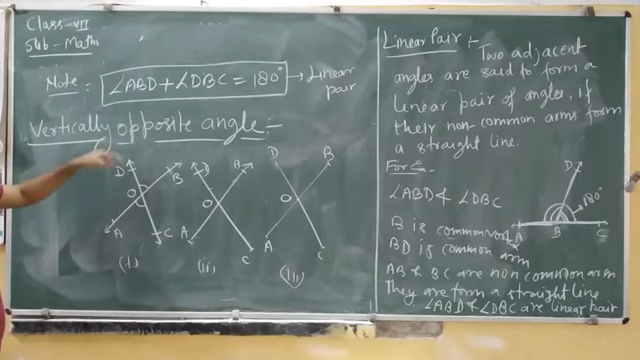 Class-VII
Sub- Maths
Note: ∠ABD+∠DBC=180° → Linear pair
Vertically opposite angle:-
D B O A C (i)
D B O A C (ii)
D B O A C (iii)
Linear Pair:- Two adjacent
angles are said to form a
linear pair of angles, if
their non-common arms form
a straight line.
For E
∠ABD & ∠DBC
B is common
BD is common arm
AB & BC are non common arm
They are form a straight line
∠ABD & ∠DBC are linear pair
D
180°
A B C